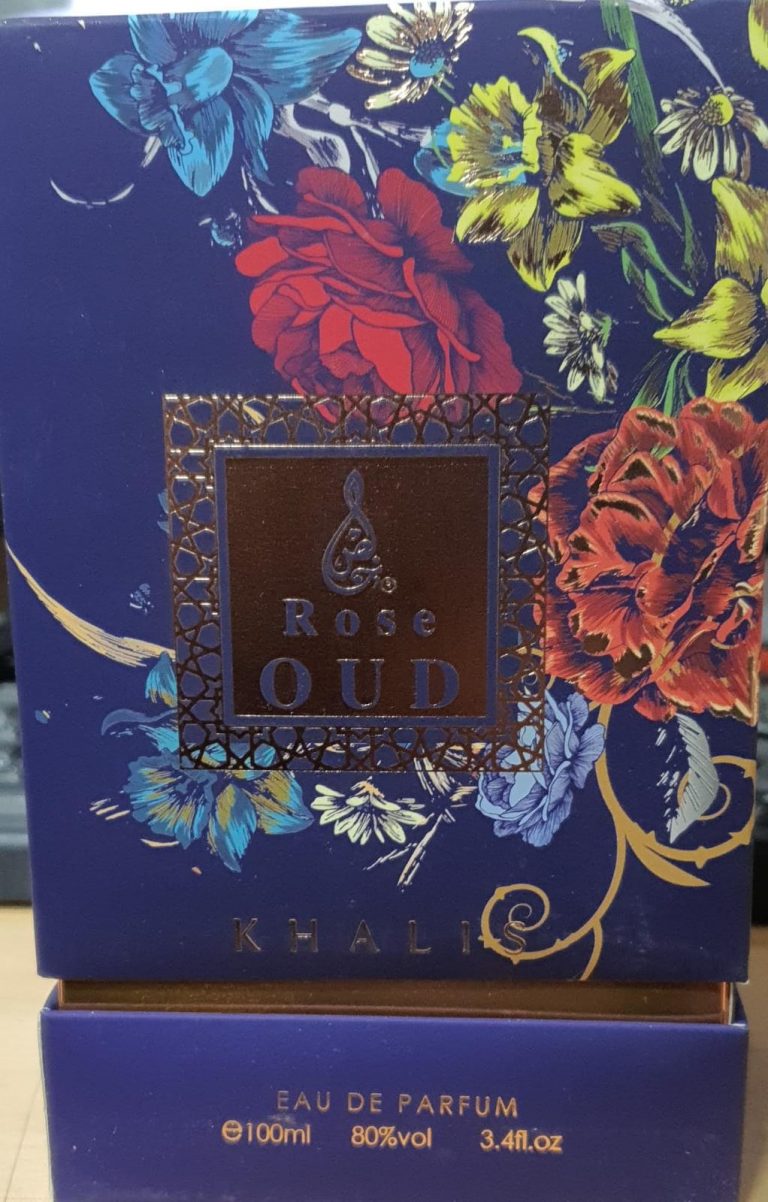 ®
Rose
OUD
KHALIS
EAU DE PARFUM
℮100ml 80%vol 3.4fl.oz